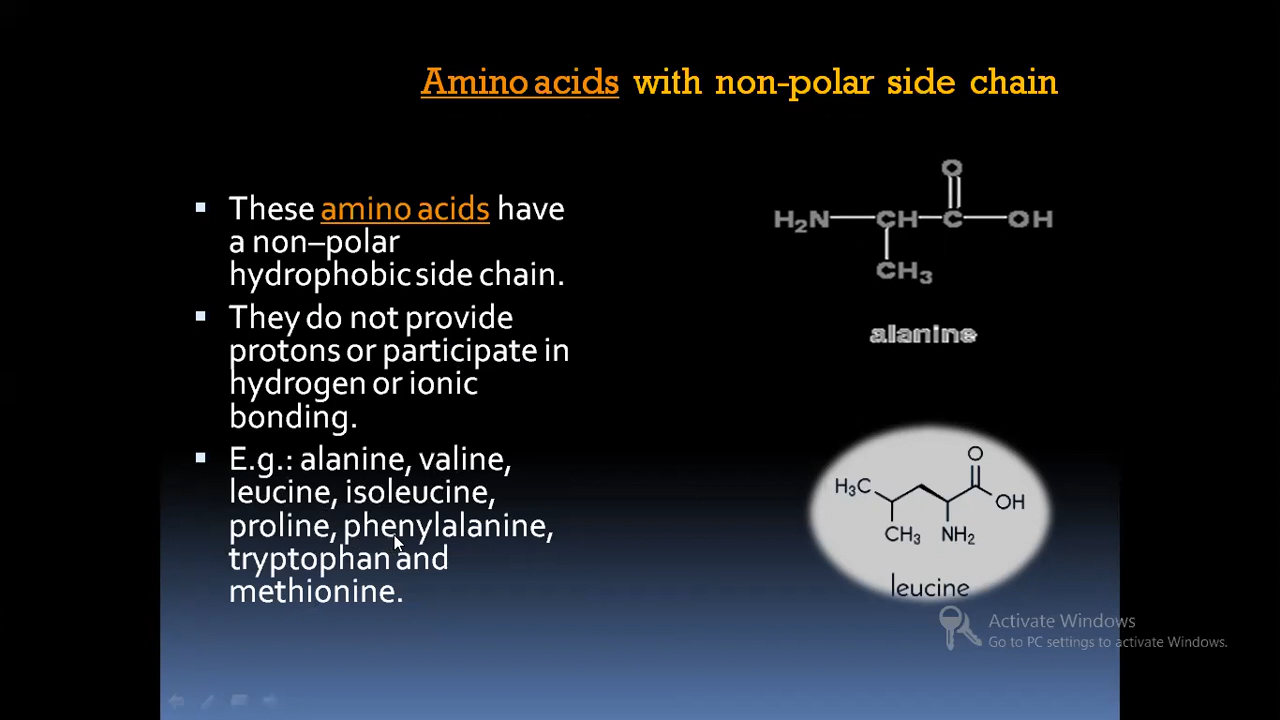 Amino acids with non-polar side chain
▪ These amino acids have
a non–polar
hydrophobic side chain.
▪ They do not provide
protons or participate in
hydrogen or ionic
bonding.
▪ E.g.: alanine, valine,
leucine, isoleucine,
proline, phenylalanine,
tryptophan and
methionine.
O
H₂N CH C OH
CH₃
alanine
O
H₃C
OH
CH₃ NH₂
leucine
Activate Windows
Go to PC settings to activate Windows.